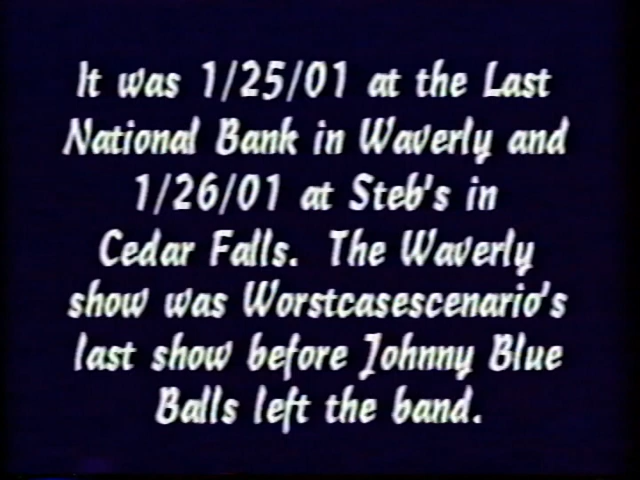 It was 1/25/01 at the Last
National Bank in Waverly and
1/26/01 at Steb's in
Cedar Falls. The Waverly
show was Worstcasescenario's
last show before Johnny Blue
Balls left the band.